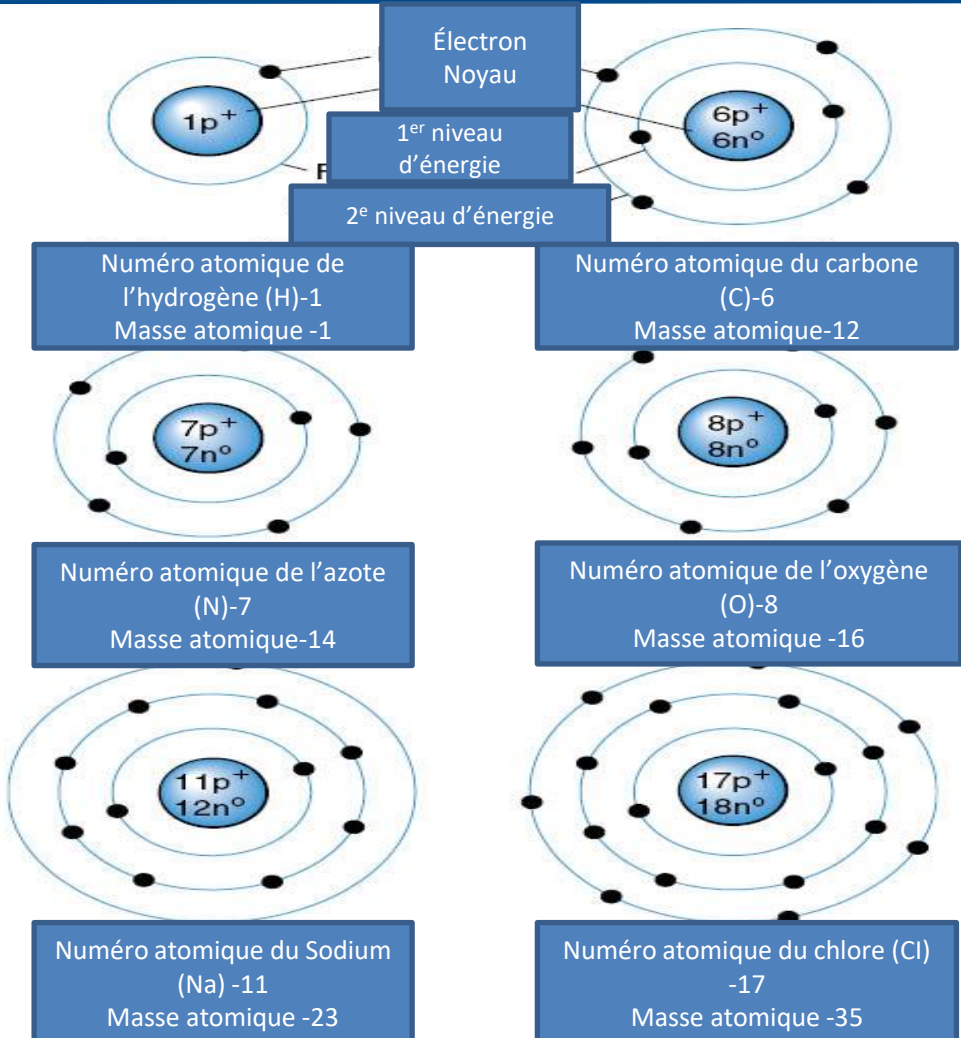 Électron
Noyau
1p+
6p+
6n°
1er niveau
d’énergie
F
2e niveau d’énergie
Numéro atomique de
l’hydrogène (H)-1
Masse atomique -1
Numéro atomique du carbone
(C)-6
Masse atomique-12
7p+
7n°
8p+
8n°
Numéro atomique de l’azote
(N)-7
Masse atomique-14
Numéro atomique de l’oxygène
(O)-8
Masse atomique -16
11p+
12n°
17p+
18n°
Numéro atomique du Sodium
(Na) -11
Masse atomique -23
Numéro atomique du chlore (Cl)
-17
Masse atomique -35